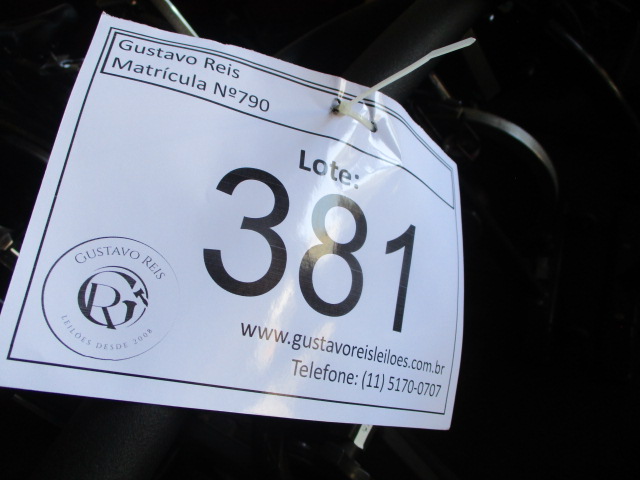 Gustavo Reis
Matrícula Nº790
Lote:
381
GUSTAVO REIS
GR
LEILÕES DESDE 2008
www.gustavoreisleiloes.com.br
Telefone: (11) 5170-0707